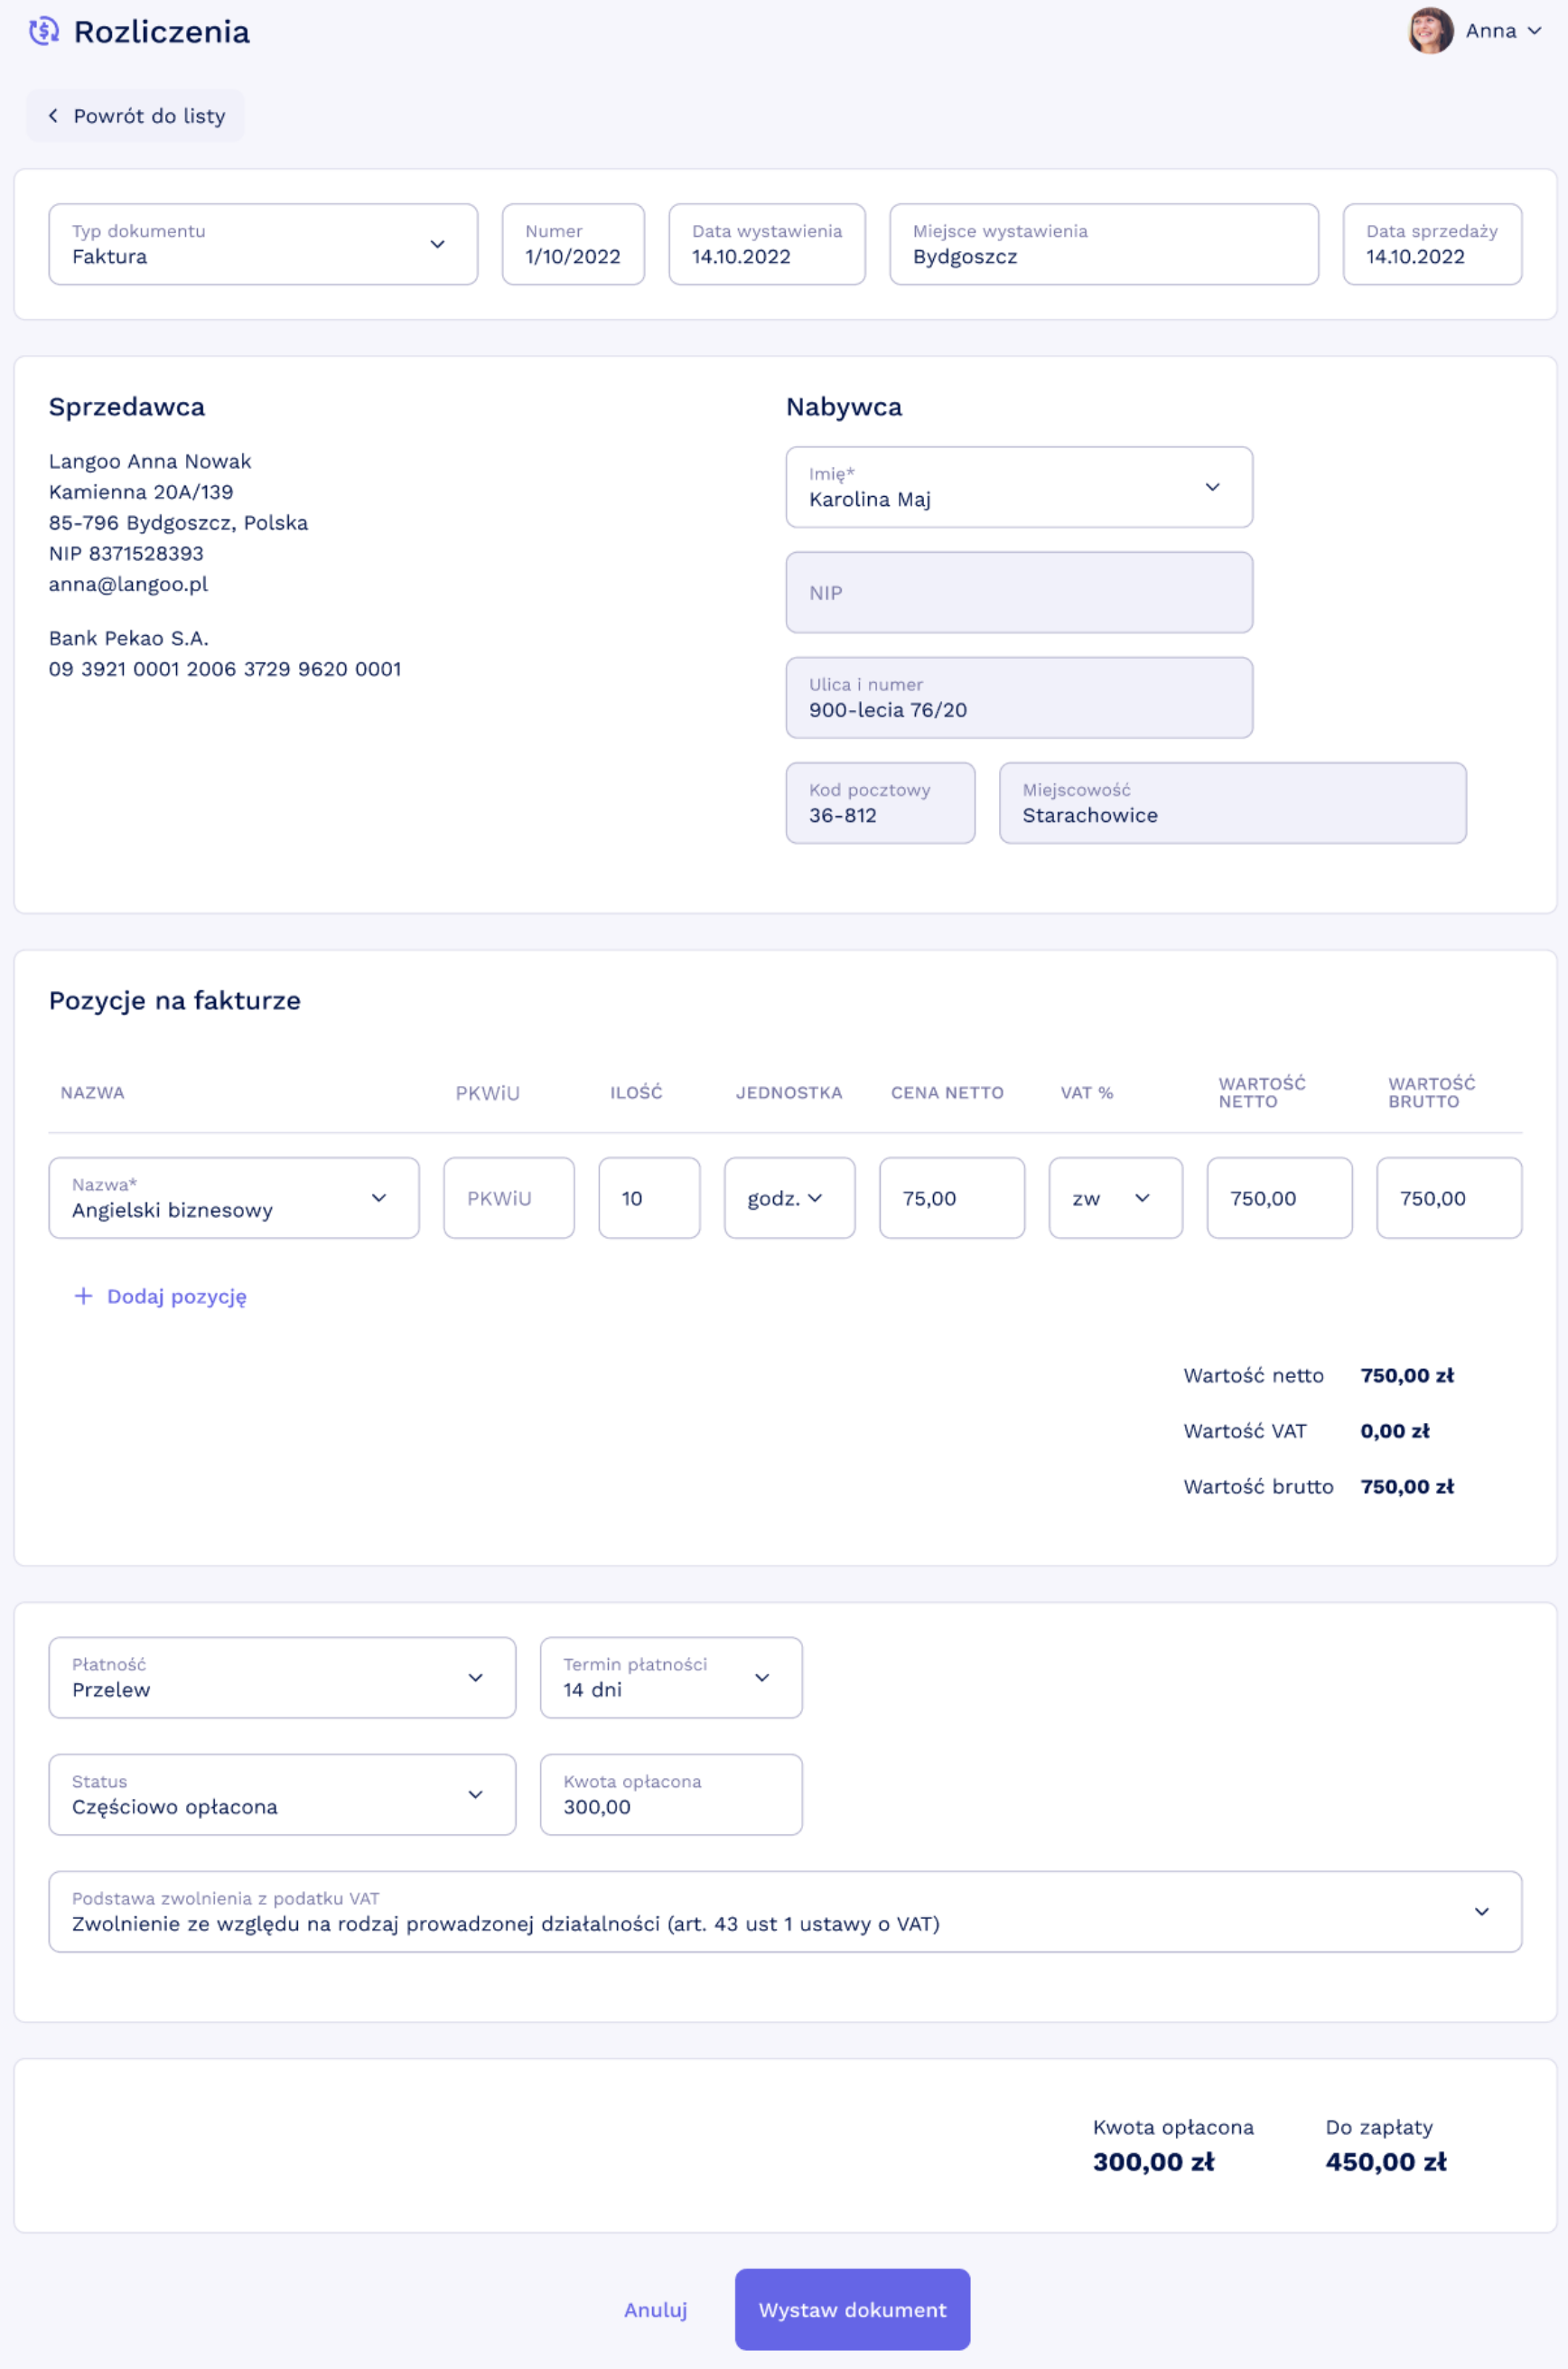 Rozliczenia
Anna
Powrót do listy
Typ dokumentu
Faktura
Numer
1/10/2022
Data wystawienia
14.10.2022
Miejsce wystawienia
Bydgoszcz
Data sprzedaży
14.10.2022
Sprzedawca
Langoo Anna Nowak
Kamienna 20A/139
85-796 Bydgoszcz, Polska
NIP 8371528393
anna@langoo.pl
Bank Pekao S.A.
09 3921 0001 2006 3729 9620 0001
Nabywca
Imię*
Karolina Maj
NIP
Ulica i numer
900-lecia 76/20
Kod pocztowy
36-812
Miejscowość
Starachowice
Pozycje na fakturze
NAZWA
PKWiU
ILOŚĆ
JEDNOSTKA
CENA NETTO
VAT %
WARTOŚĆ
NETTO
WARTOŚĆ
BRUTTO
Nazwa*
Angielski biznesowy
PKWiU
10
godz.
75,00
zw
750,00
750,00
+ Dodaj pozycję
Wartość netto 750,00 zł
Wartość VAT 0,00 zł
Wartość brutto 750,00 zł
Płatność
Przelew
Termin płatności
14 dni
Status
Częściowo opłacona
Kwota opłacona
300,00
Podstawa zwolnienia z podatku VAT
Zwolnienie ze względu na rodzaj prowadzonej działalności (art. 43 ust 1 ustawy o VAT)
Kwota opłacona
300,00 zł
Do zapłaty
450,00 zł
Anuluj
Wystaw dokument